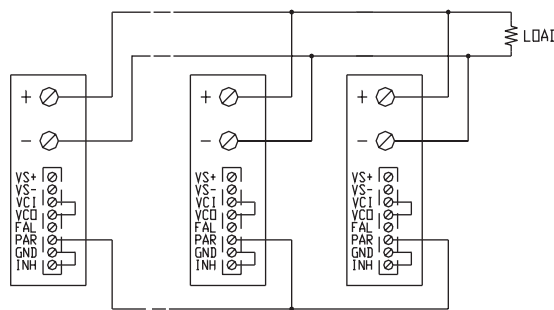 LOAD
+ + +
- - -
VS+ VS+ VS+
VS- VS- VS-
VCI VCI VCI
VCO VCO VCO
FAL FAL FAL
PAR PAR PAR
GND GND GND
INH INH INH